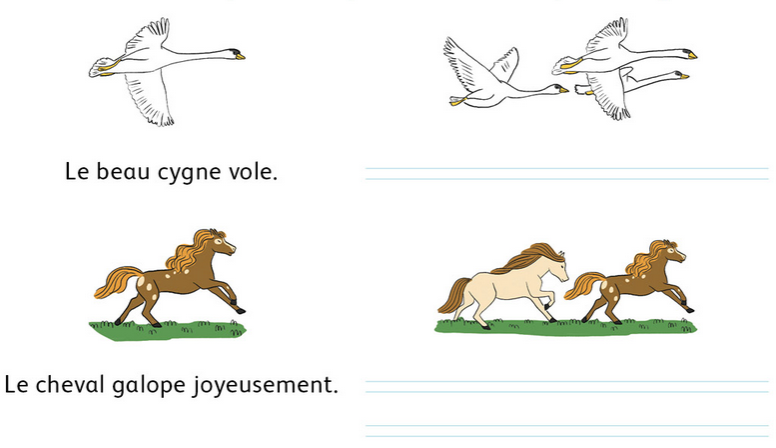 Le beau cygne vole.
Le cheval galope joyeusement.